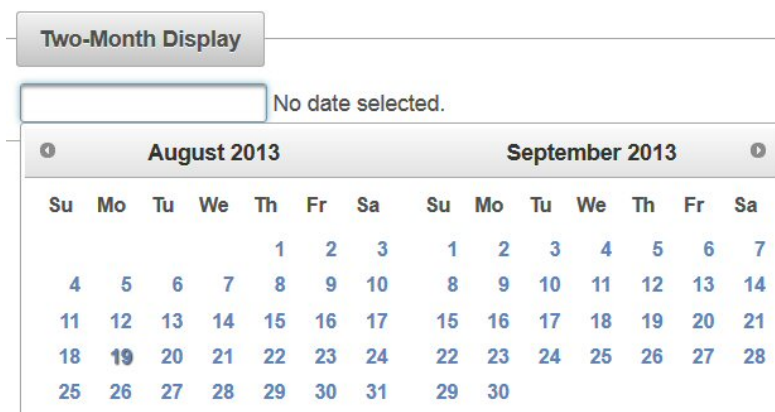 Two-Month Display
No date selected.
August 2013 September 2013
Su Mo Tu We Th Fr Sa Su Mo Tu We Th Fr Sa
1 2 3 1 2 3 4 5 6 7
4 5 6 7 8 9 10 8 9 10 11 12 13 14
11 12 13 14 15 16 17 15 16 17 18 19 20 21
18 19 20 21 22 23 24 22 23 24 25 26 27 28
25 26 27 28 29 30 31 29 30